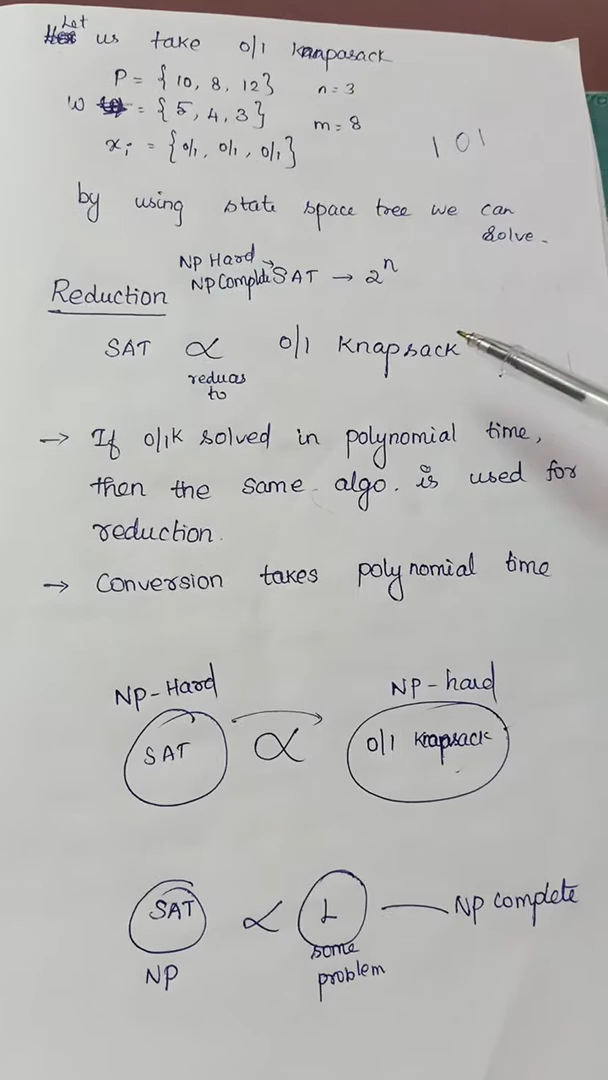 Let
us take 0/1 knapasack
P = {10, 8, 12} n = 3
w = {5, 4, 3} m = 8
xᵢ = {0/1, 0/1, 0/1} 1 0 1
by using state space tree we can
solve.
NP Hard →
Reduction NP Complete SAT → 2ⁿ
SAT ∝ 0/1 Knapsack
reduces
to
→ If 0/1K solved in polynomial time,
then the same algo. is used for
reduction.
→ Conversion takes polynomial time
NP-Hard NP-hard
SAT ∝ 0/1 Knapsack
SAT ∝ L NP complete
some
NP problem